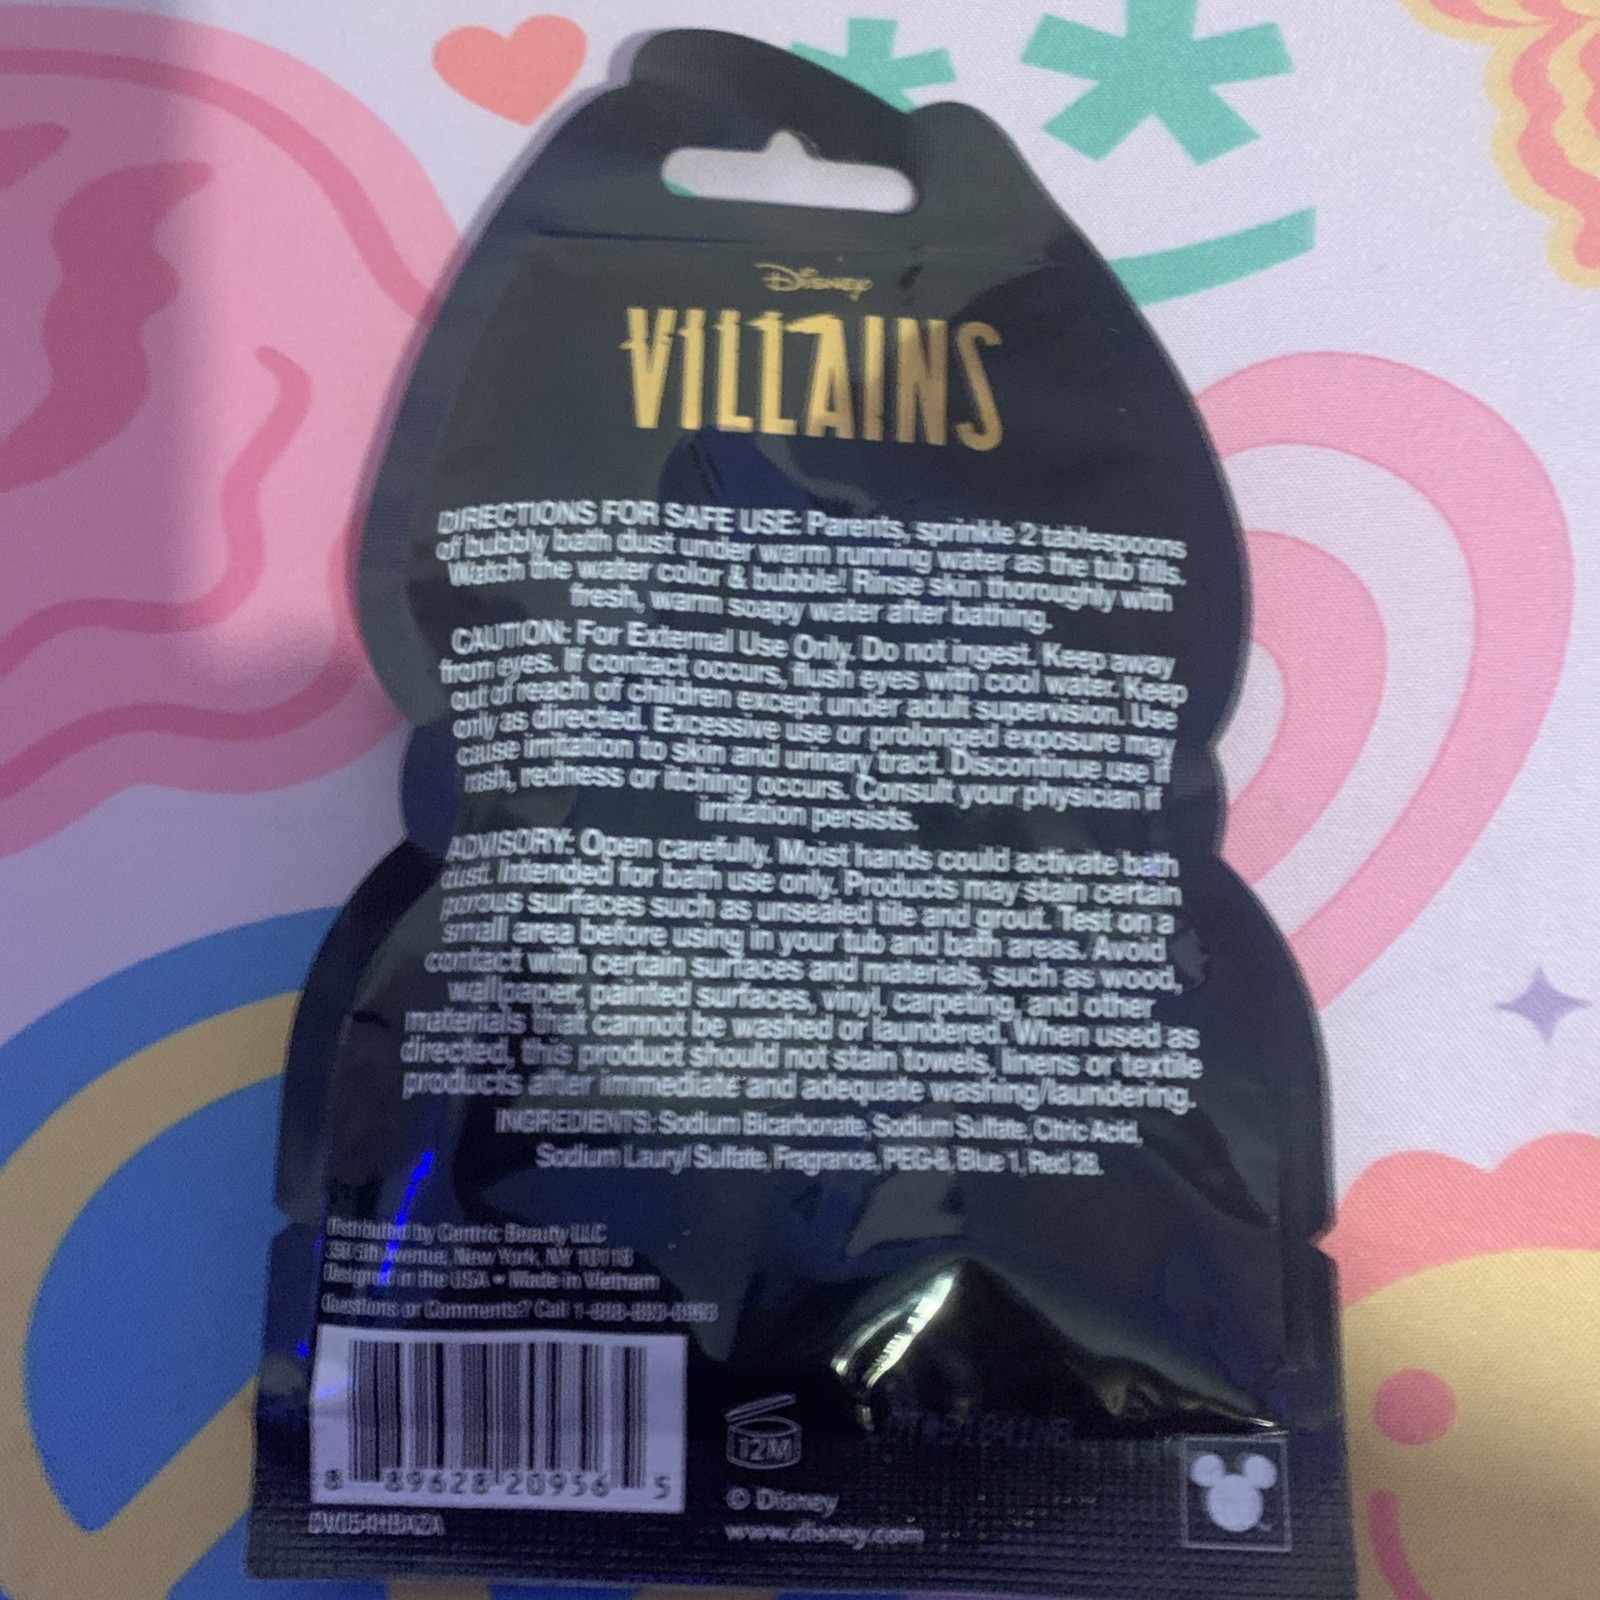 Disney
VILLAINS
DIRECTIONS FOR SAFE USE: Parents, sprinkle 2 tablespoons
of bubbly bath dust under warm running water as the tub fills.
Watch the water color & bubble! Rinse skin thoroughly with
fresh, warm soapy water after bathing.
CAUTION: For External Use Only. Do not ingest. Keep away
from eyes. If contact occurs, flush eyes with cool water. Keep
out of reach of children except under adult supervision. Use
only as directed. Excessive use or prolonged exposure may
cause irritation to skin and urinary tract. Discontinue use if
rash, redness or itching occurs. Consult your physician if
irritation persists.
ADVISORY: Open carefully. Moist hands could activate bath
dust. Intended for bath use only. Products may stain certain
porous surfaces such as unsealed tile and grout. Test on a
small area before using in your tub and bath areas. Avoid
contact with certain surfaces and materials, such as wood,
wallpaper, painted surfaces, vinyl, carpeting, and other
materials that cannot be washed or laundered. When used as
directed, this product should not stain towels, linens or textile
products after immediate and adequate washing/laundering.
INGREDIENTS: Sodium Bicarbonate, Sodium Sulfate, Citric Acid,
Sodium Lauryl Sulfate, Fragrance, PEG-8, Blue 1, Red 28.
Distributed by Centric Beauty LLC
5th Avenue, New York, NY
Designed in the USA • Made in Vietnam
Questions or Comments? Call
8 89628 20956 5
12M
© Disney
www.disney.com